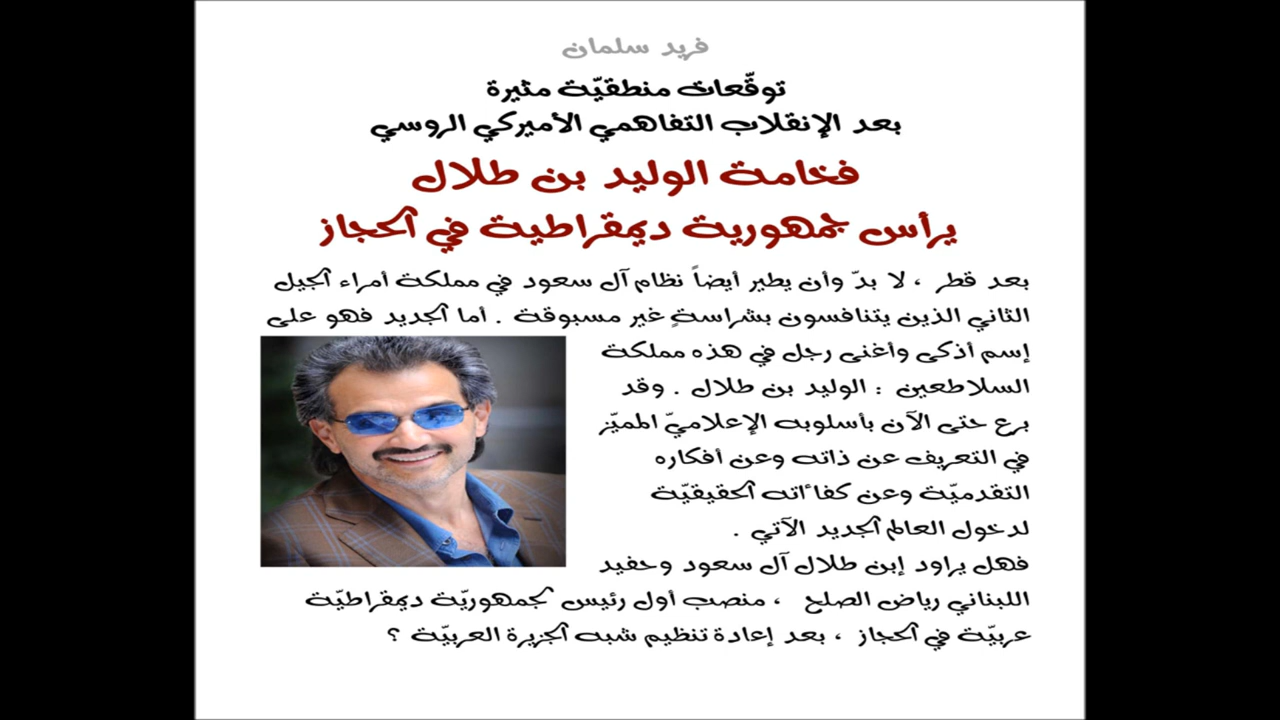 فريد سلمان
توقّعات منطقيّة مثيرة
بعد الإنقلاب التفاهمي الأميركي الروسي
فخامة الوليد بن طلال
يرأس جمهورية ديمقراطية في الحجاز
بعد قطر ، لا بدّ وأن يطير أيضاً نظام آل سعود في مملكة أمراء الجيل
الثاني الذين يتنافسون بشراسةٍ غير مسبوقة . أما الجديد فهو على
إسم أذكى وأغنى رجل في هذه مملكة
السلاطعين : الوليد بن طلال . وقد
برع حتى الآن بأسلوبه الإعلاميّ المميّز
في التعريف عن ذاته وعن أفكاره
التقدميّة وعن كفاءاته الحقيقيّة
لدخول العالم الجديد الآتي .
فهل يراود إبن طلال آل سعود وحفيد
اللبناني رياض الصلح ، منصب أول رئيس لجمهوريّة ديمقراطيّة
عربيّة في الحجاز ، بعد إعادة تنظيم شبه الجزيرة العربيّة ؟